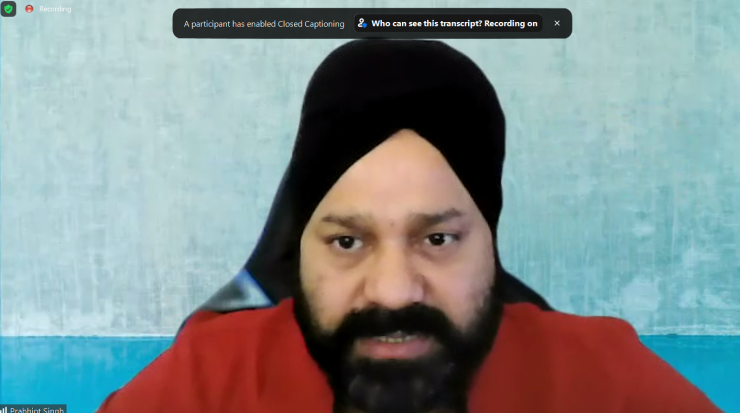 Recording
A participant has enabled Closed Captioning
Who can see this transcript? Recording on
Prabhjot Singh